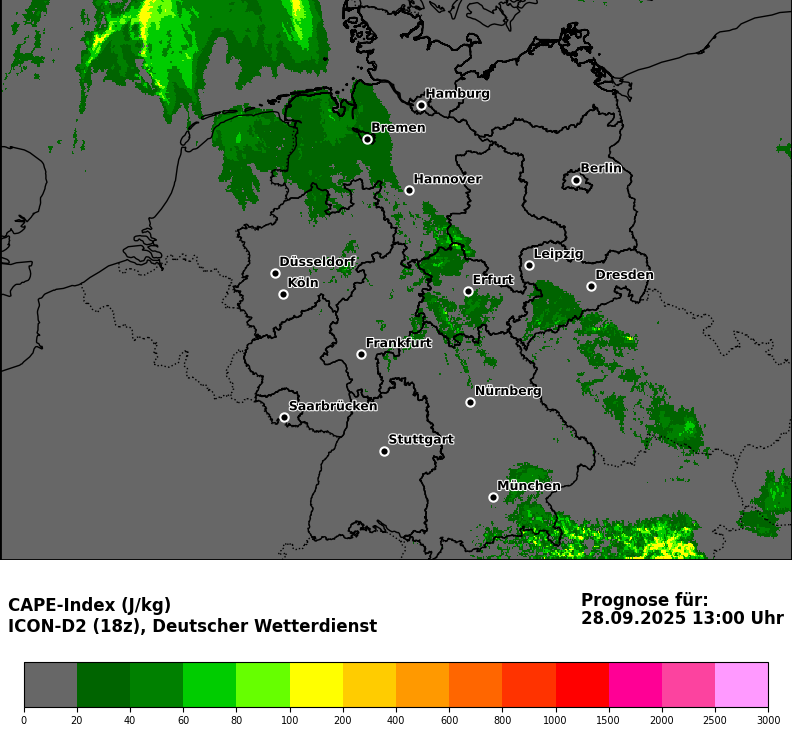 Hamburg
Bremen
Berlin
Hannover
Leipzig
Düsseldorf
Dresden
Erfurt
Köln
Frankfurt
Nürnberg
Saarbrücken
Stuttgart
München
CAPE-Index (J/kg)
ICON-D2 (18z), Deutscher Wetterdienst
Prognose für:
28.09.2025 13:00 Uhr
0 20 40 60 80 100 200 400 600 800 1000 1500 2000 2500 3000